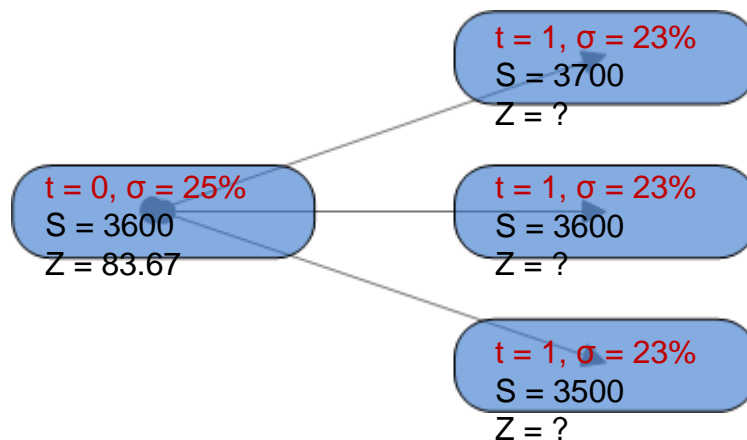 t = 1, σ = 23%
S = 3700
Z = ?
t = 0, σ = 25%
S = 3600
Z = 83.67
t = 1, σ = 23%
S = 3600
Z = ?
t = 1, σ = 23%
S = 3500
Z = ?